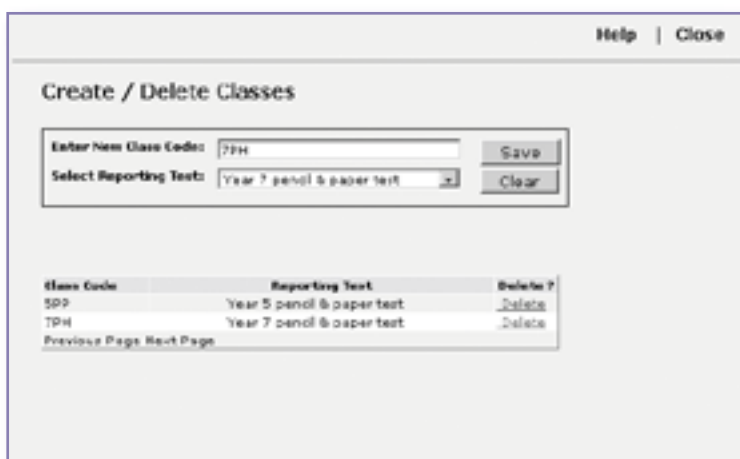 Help | Close
Create / Delete Classes
Enter New Class Code: 7PH Save
Select Reporting Test: Year 7 pencil & paper test Clear
Class Code Reporting Test Delete ?
5PP Year 5 pencil & paper test Delete
7PH Year 7 pencil & paper test Delete
Previous Page Next Page